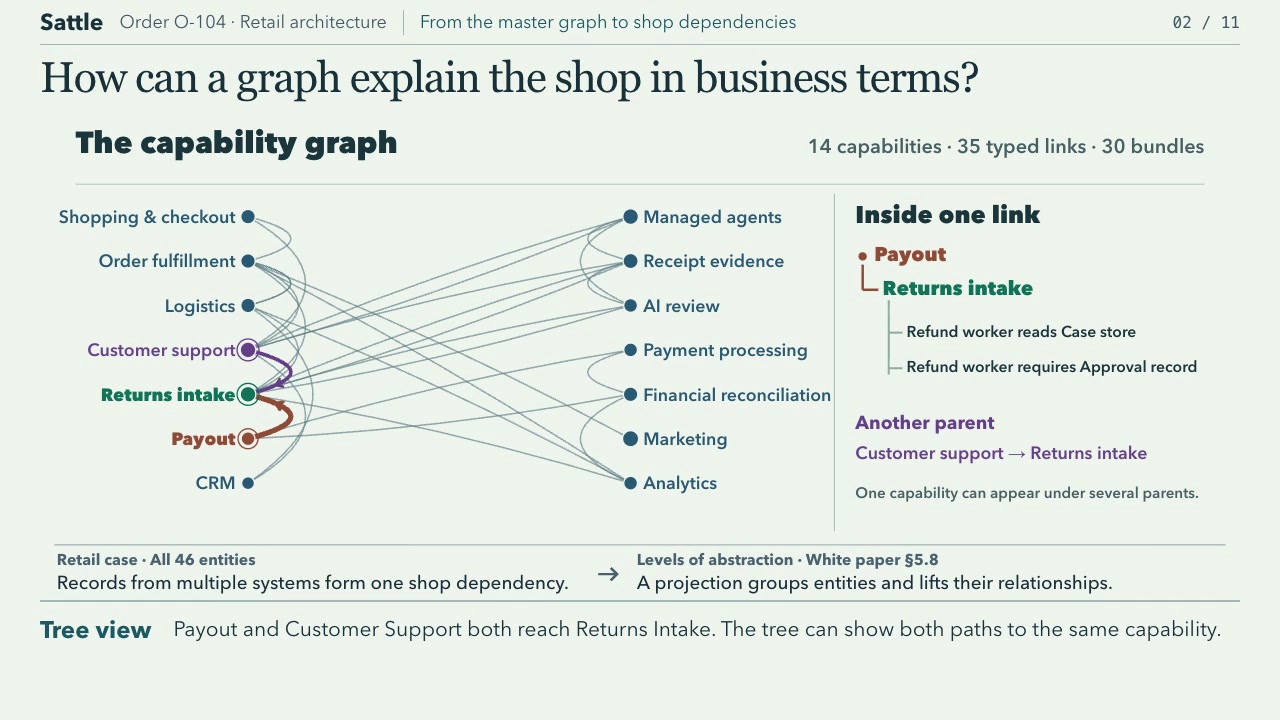 Sattle Order O-104 · Retail architecture From the master graph to shop dependencies 02 / 11
How can a graph explain the shop in business terms?
The capability graph 14 capabilities · 35 typed links · 30 bundles
Shopping & checkout
Order fulfillment
Logistics
Customer support
Returns intake
Payout
CRM
Managed agents
Receipt evidence
AI review
Payment processing
Financial reconciliation
Marketing
Analytics
Inside one link
Payout
Returns intake
Refund worker reads Case store
Refund worker requires Approval record
Another parent
Customer support → Returns intake
One capability can appear under several parents.
Retail case · All 46 entities
Records from multiple systems form one shop dependency.
→
Levels of abstraction · White paper §5.8
A projection groups entities and lifts their relationships.
Tree view Payout and Customer Support both reach Returns Intake. The tree can show both paths to the same capability.